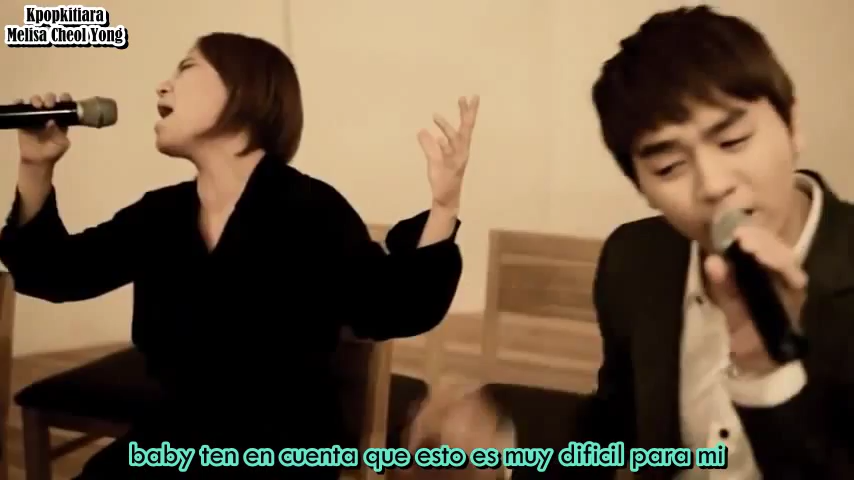 Kpopkitiara
Melisa Cheol Yong
baby ten en cuenta que esto es muy dificil para mi